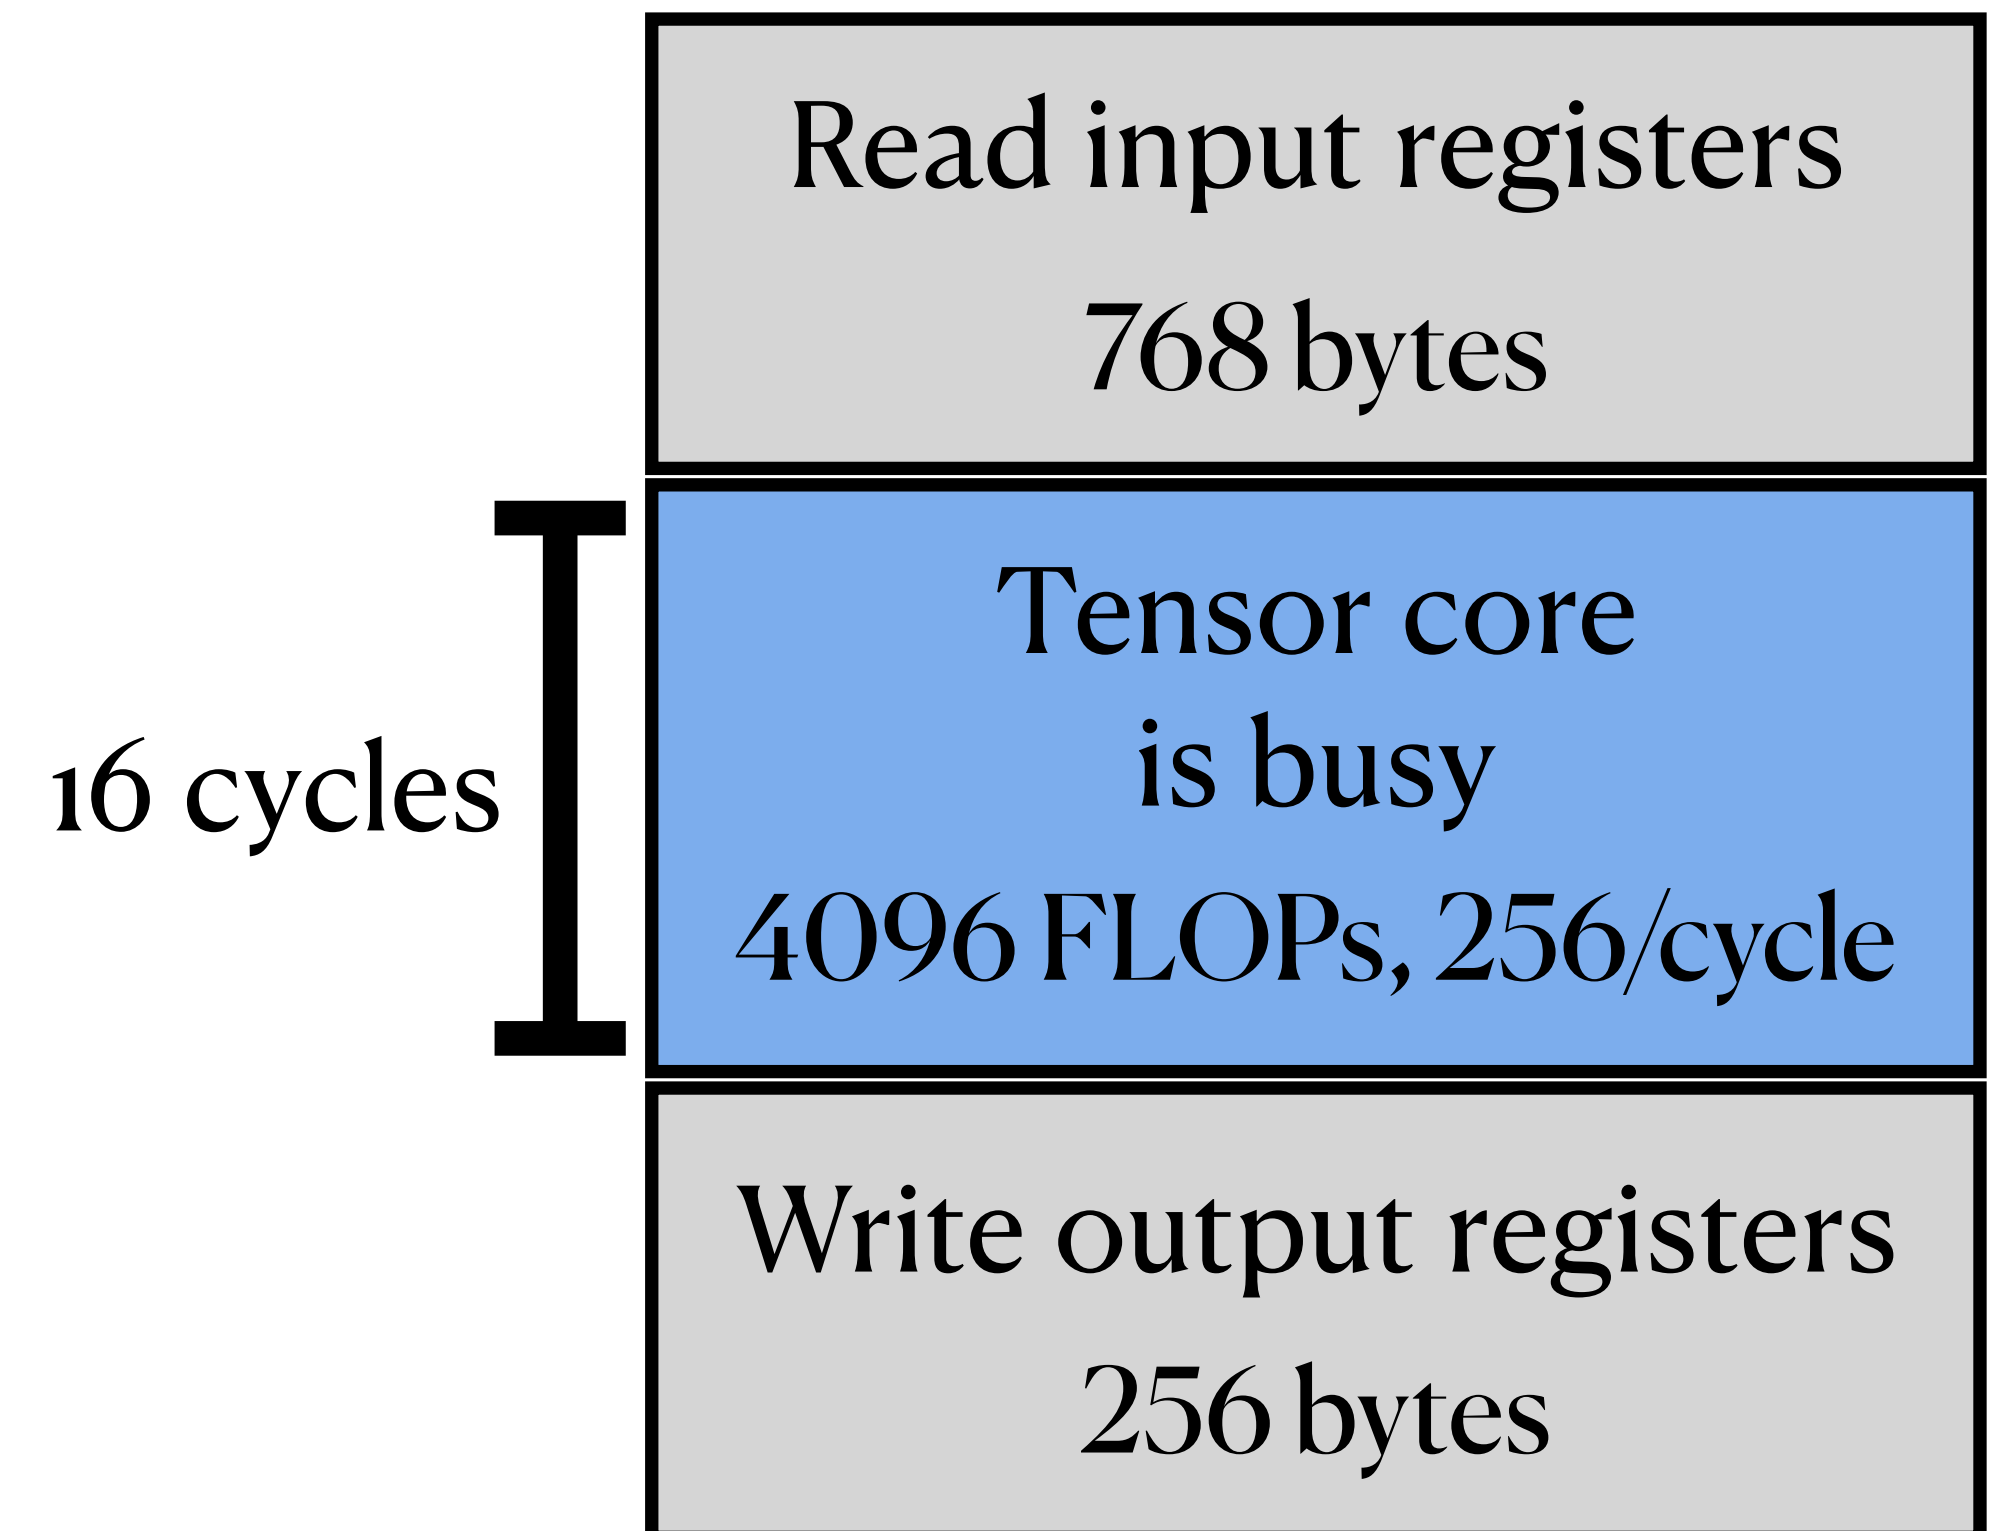 Read input registers
768 bytes
16 cycles
Tensor core
is busy
4096 FLOPs, 256/cycle
Write output registers
256 bytes